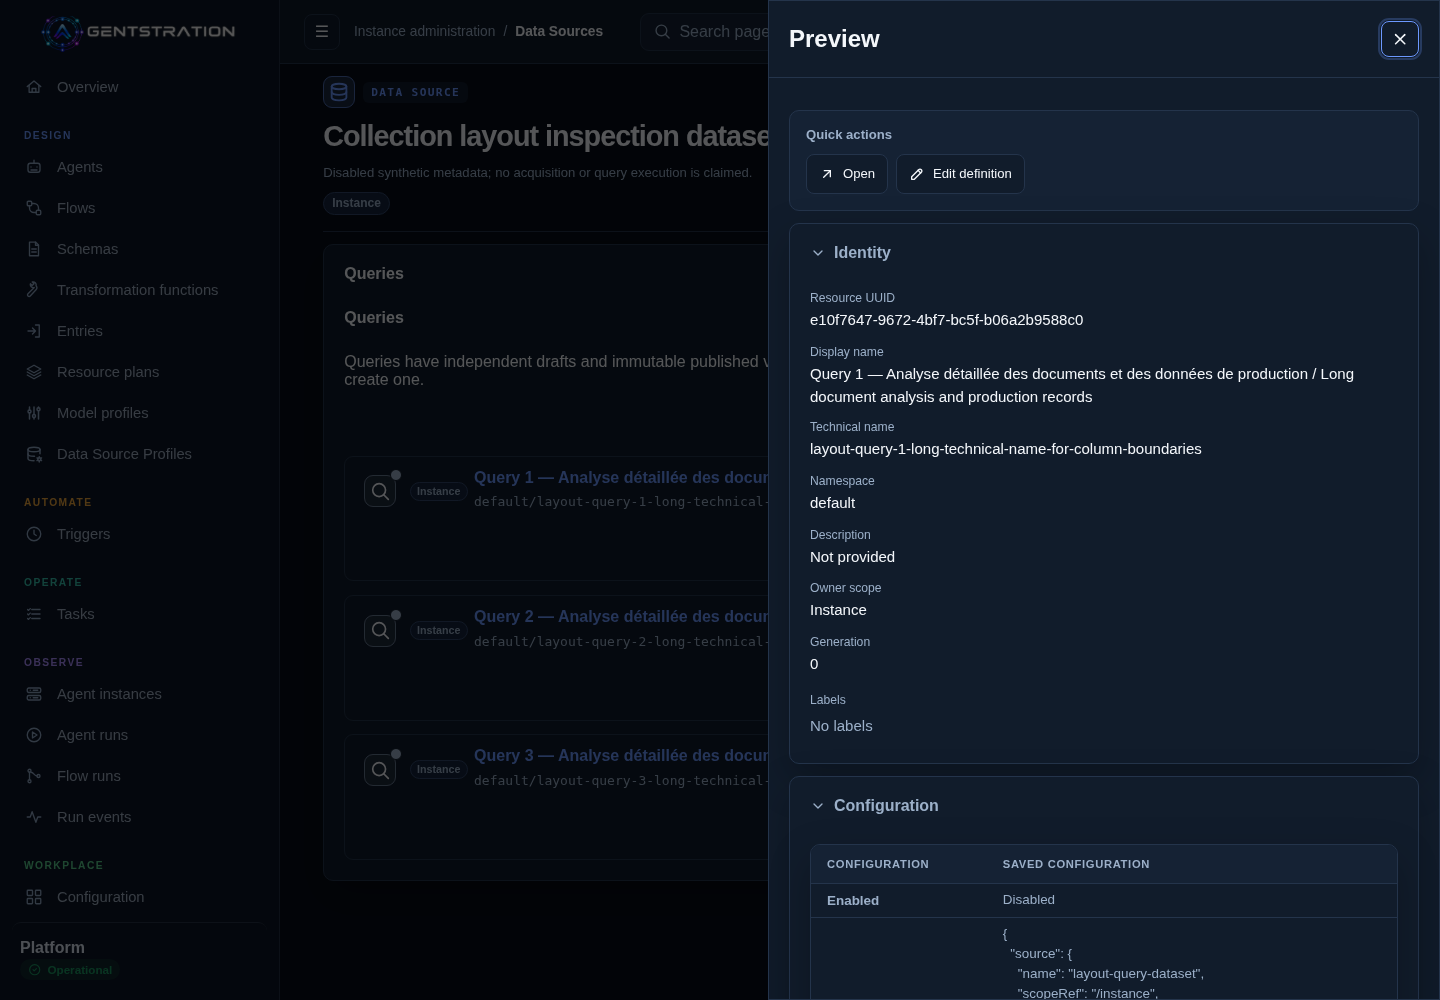 GENTSTRATION
Overview
DESIGN
Agents
Flows
Schemas
Transformation functions
Entries
Resource plans
Model profiles
Data Source Profiles
AUTOMATE
Triggers
OPERATE
Tasks
OBSERVE
Agent instances
Agent runs
Flow runs
Run events
WORKPLACE
Configuration
Platform
Operational
Instance administration / Data Sources
Search page
DATA SOURCE
Collection layout inspection datase
Disabled synthetic metadata; no acquisition or query execution is claimed.
Instance
Queries
Queries
Queries have independent drafts and immutable published v
create one.
Instance
Query 1 — Analyse détaillée des docum
default/layout-query-1-long-technical-
Instance
Query 2 — Analyse détaillée des docum
default/layout-query-2-long-technical-
Instance
Query 3 — Analyse détaillée des docum
default/layout-query-3-long-technical-
Preview
Quick actions
Open
Edit definition
Identity
Resource UUID
e10f7647-9672-4bf7-bc5f-b06a2b9588c0
Display name
Query 1 — Analyse détaillée des documents et des données de production / Long
document analysis and production records
Technical name
layout-query-1-long-technical-name-for-column-boundaries
Namespace
default
Description
Not provided
Owner scope
Instance
Generation
0
Labels
No labels
Configuration
CONFIGURATION SAVED CONFIGURATION
Enabled Disabled
{
"source": {
"name": "layout-query-dataset",
"scopeRef": "/instance",